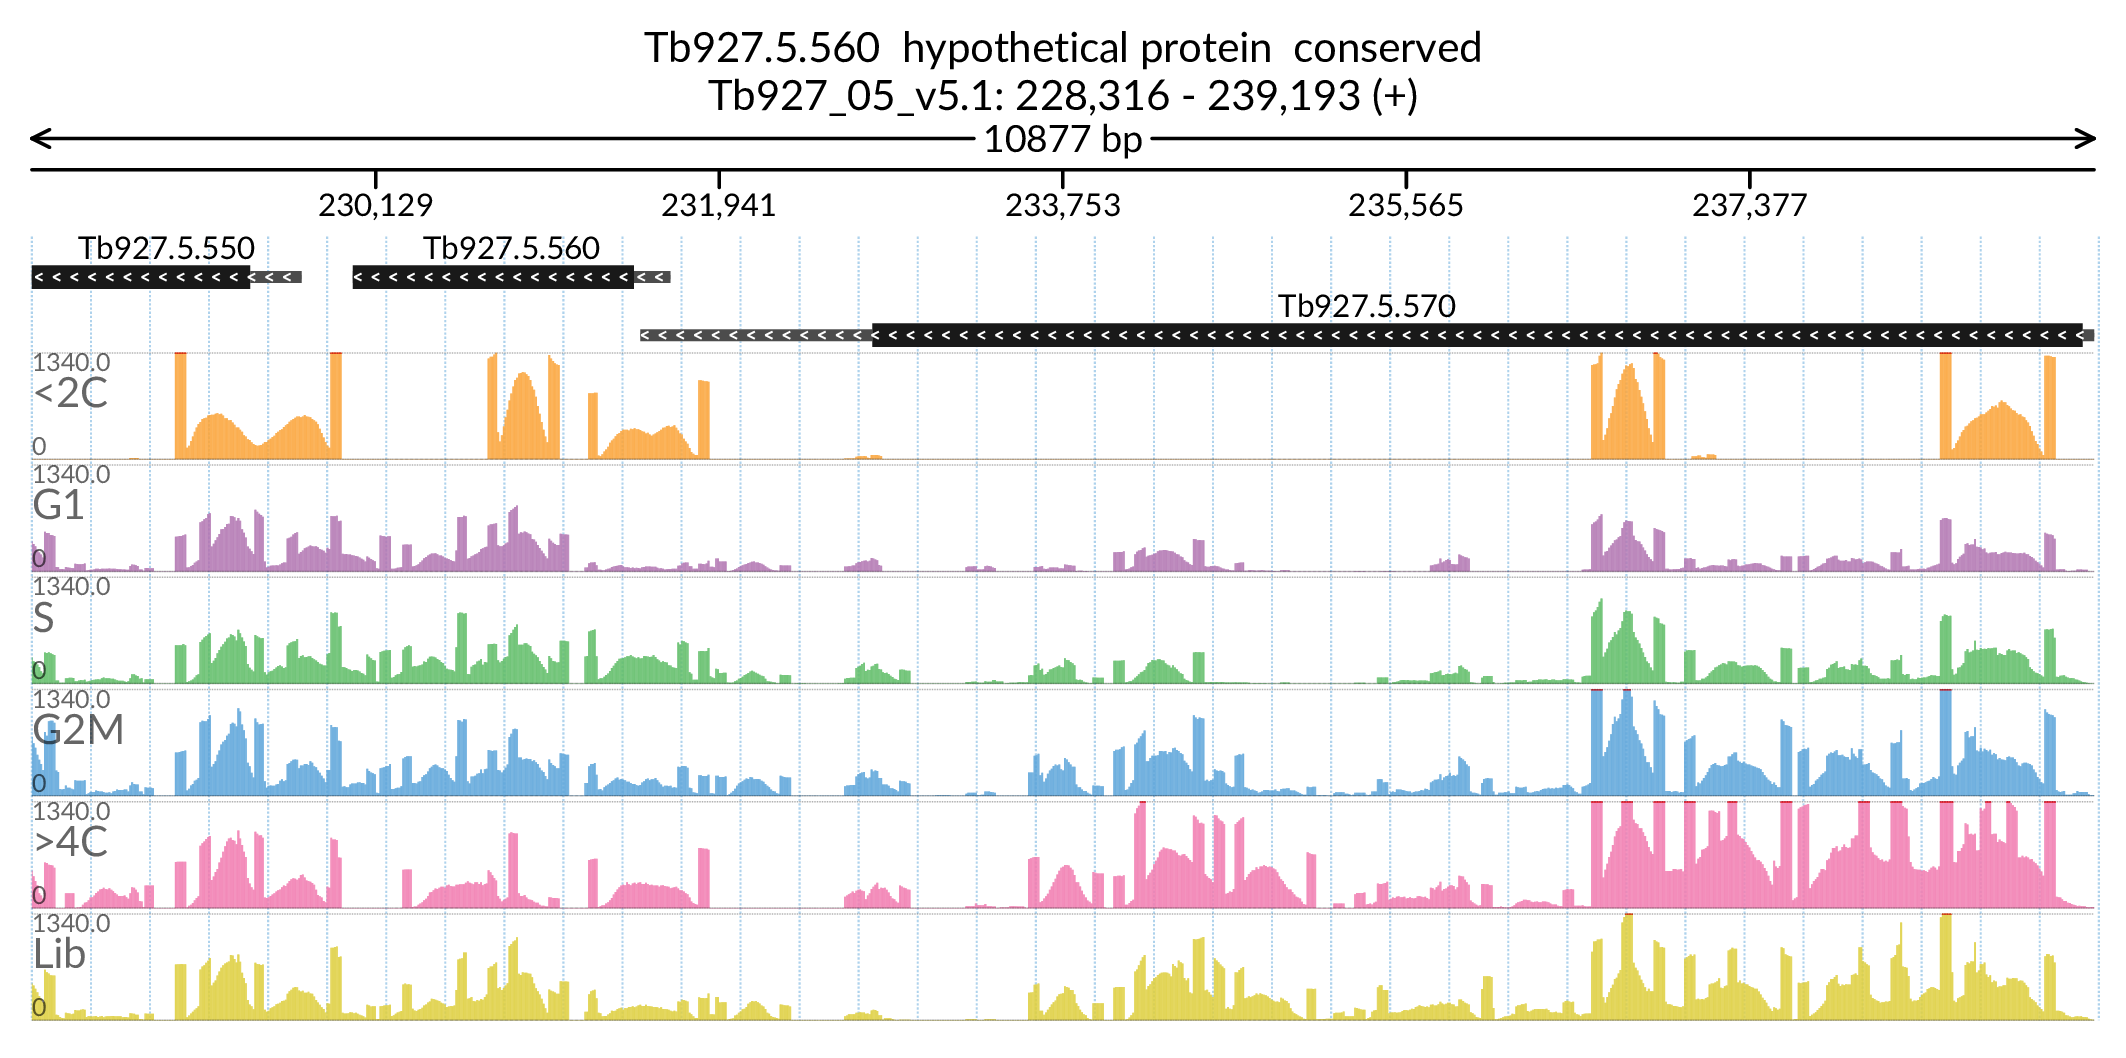 Tb927.5.560 hypothetical protein conserved
Tb927_05_v5.1: 228,316 - 239,193 (+)
10877 bp
230,129 231,941 233,753 235,565 237,377
Tb927.5.550 Tb927.5.560
Tb927.5.570
1340.0
<2C
0
1340.0
G1
0
1340.0
S
0
1340.0
G2M
0
1340.0
>4C
0
1340.0
Lib
0